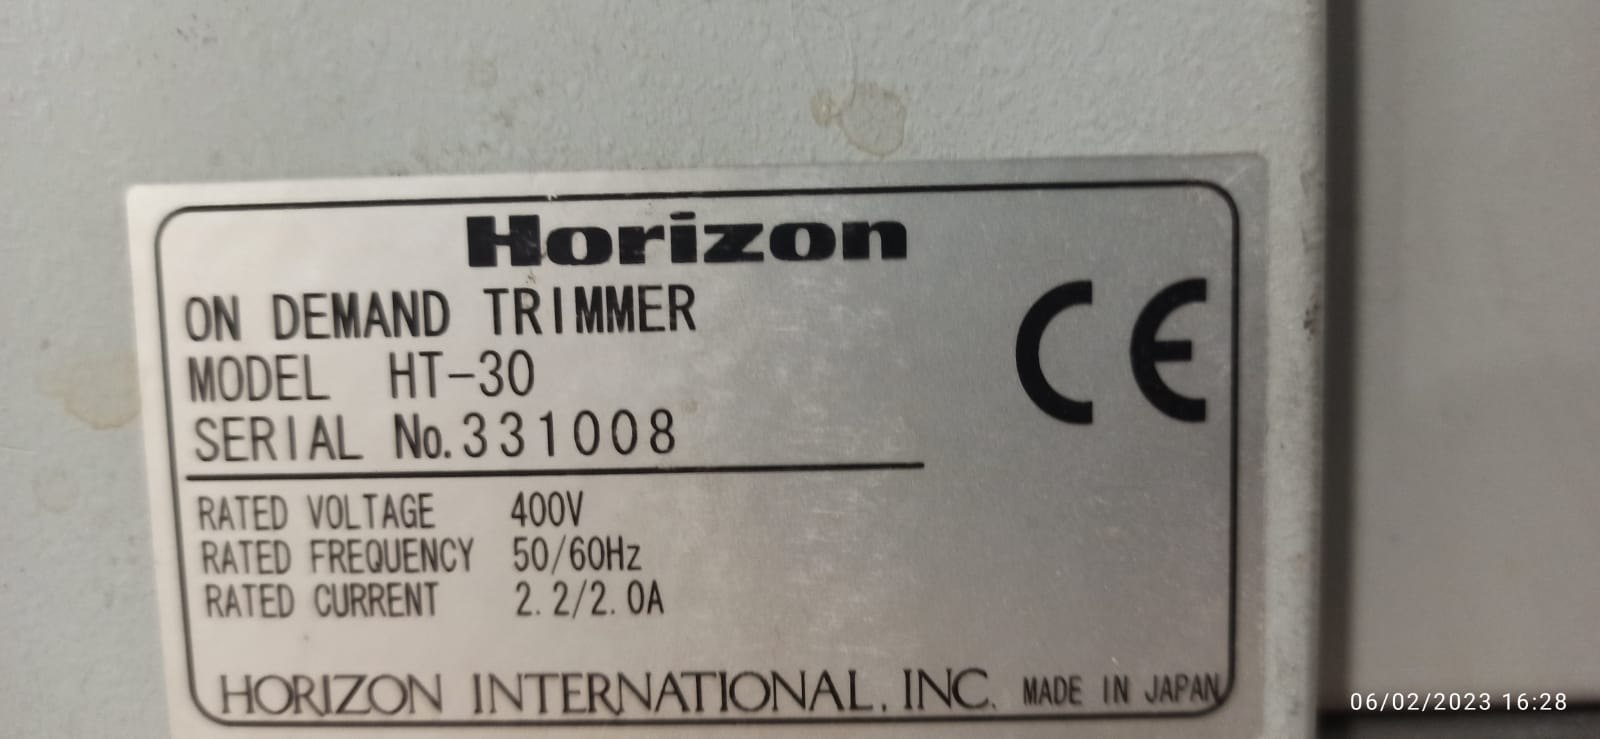 Horizon
ON DEMAND TRIMMER
MODEL HT-30
SERIAL No. 331008
CE
RATED VOLTAGE 400V
RATED FREQUENCY 50/60Hz
RATED CURRENT 2.2/2.0A
HORIZON INTERNATIONAL, INC. MADE IN JAPAN
06/02/2023 16:28